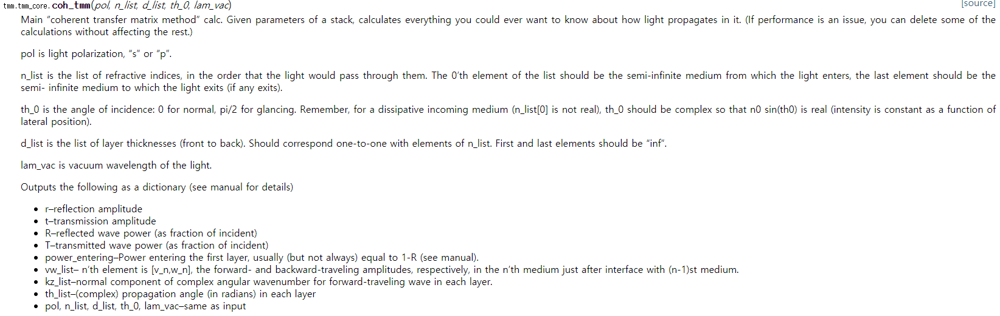 tmm.tmm_core.coh_tmm(pol, n_list, d_list, th_0, lam_vac) [source]
Main "coherent transfer matrix method" calc. Given parameters of a stack, calculates everything you could ever want to know about how light propagates in it. (If performance is an issue, you can delete some of the
calculations without affecting the rest.)
pol is light polarization, "s" or "p".
n_list is the list of refractive indices, in the order that the light would pass through them. The 0'th element of the list should be the semi-infinite medium from which the light enters, the last element should be the
semi- infinite medium to which the light exits (if any exits).
th_0 is the angle of incidence: 0 for normal, pi/2 for glancing. Remember, for a dissipative incoming medium (n_list[0] is not real), th_0 should be complex so that n0 sin(th0) is real (intensity is constant as a function of
lateral position).
d_list is the list of layer thicknesses (front to back). Should correspond one-to-one with elements of n_list. First and last elements should be "inf".
lam_vac is vacuum wavelength of the light.
Outputs the following as a dictionary (see manual for details)
• r–reflection amplitude
• t–transmission amplitude
• R–reflected wave power (as fraction of incident)
• T–transmitted wave power (as fraction of incident)
• power_entering–Power entering the first layer, usually (but not always) equal to 1-R (see manual).
• vw_list– n'th element is [v_n,w_n], the forward- and backward-traveling amplitudes, respectively, in the n'th medium just after interface with (n-1)st medium.
• kz_list–normal component of complex angular wavenumber for forward-traveling wave in each layer.
• th_list–(complex) propagation angle (in radians) in each layer
• pol, n_list, d_list, th_0, lam_vac–same as input